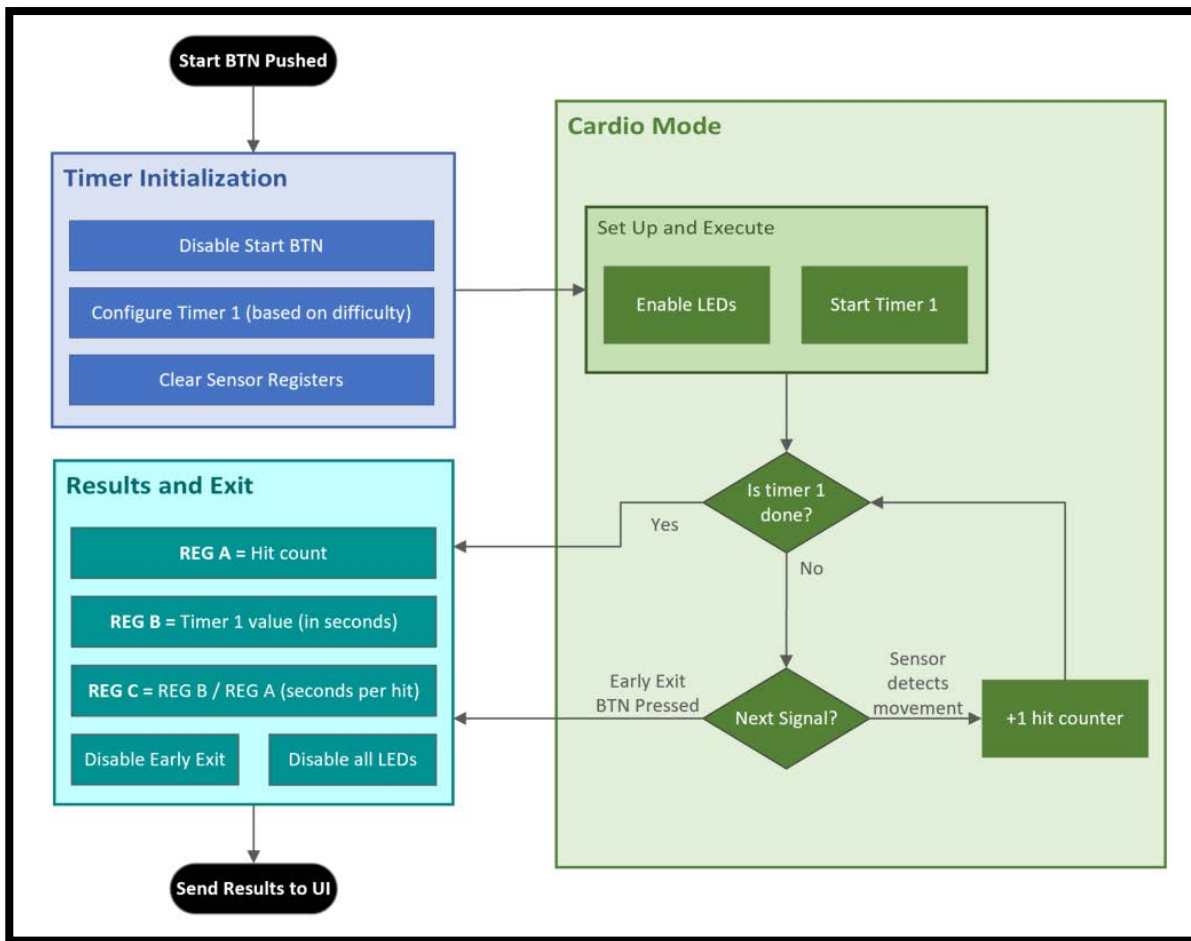 Start BTN Pushed
Timer Initialization
Disable Start BTN
Configure Timer 1 (based on difficulty)
Clear Sensor Registers
Cardio Mode
Set Up and Execute
Enable LEDs
Start Timer 1
Is timer 1
done?
Yes
No
Next Signal?
Early Exit
BTN Pressed
Sensor
detects
movement
+1 hit counter
Results and Exit
REG A = Hit count
REG B = Timer 1 value (in seconds)
REG C = REG B / REG A (seconds per hit)
Disable Early Exit
Disable all LEDs
Send Results to UI